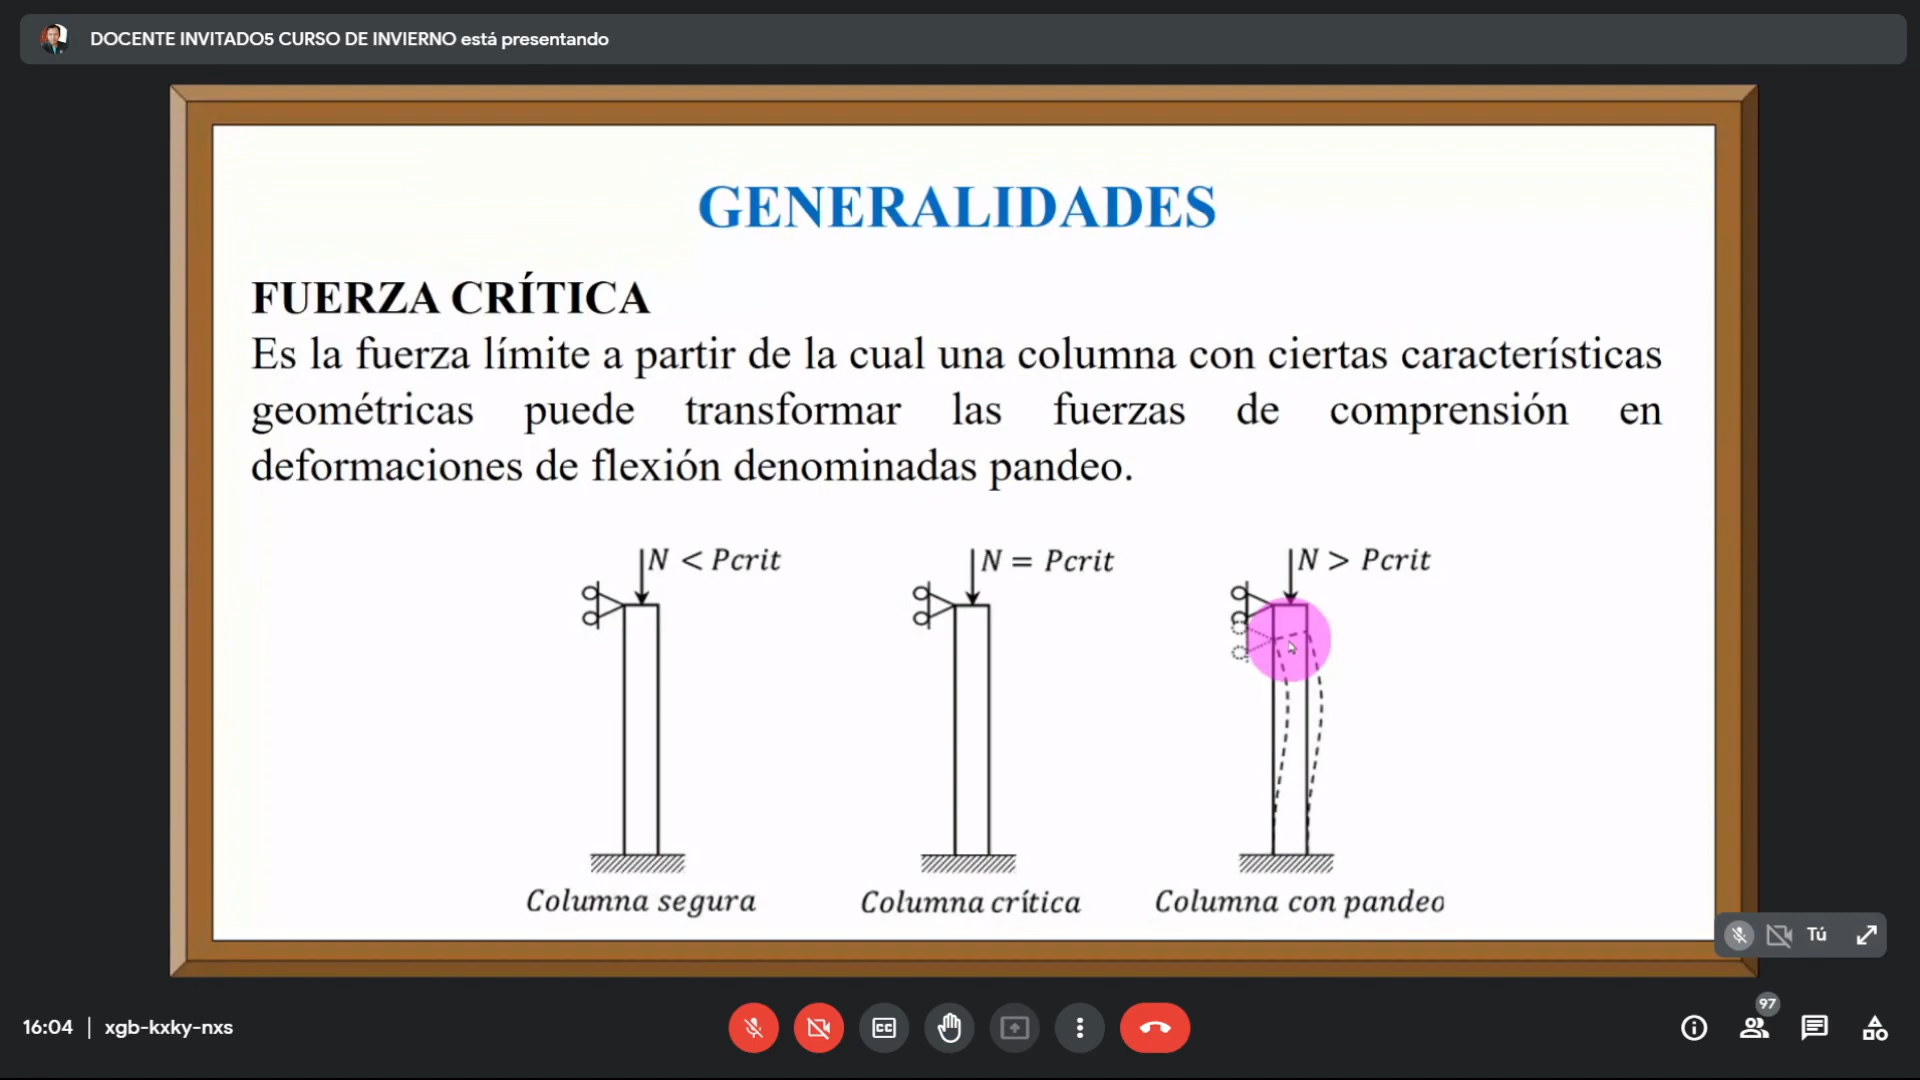 DOCENTE INVITADO5 CURSO DE INVIERNO está presentando
GENERALIDADES
FUERZA CRÍTICA
Es la fuerza límite a partir de la cual una columna con ciertas características
geométricas puede transformar las fuerzas de comprensión en
deformaciones de flexión denominadas pandeo.
N < Pcrit
N = Pcrit
N > Pcrit
Columna segura
Columna crítica
Columna con pandeo
Tú
16:04 | xgb-kxky-nxs
CC
97